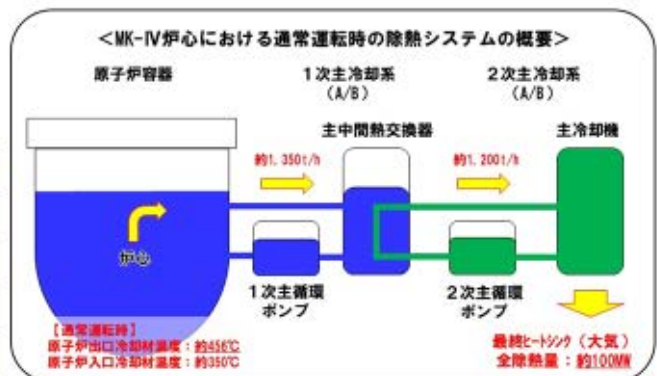 <MK-Ⅳ炉心における通常運転時の除熱システムの概要>
原子炉容器
1次主冷却系
(A/B)
2次主冷却系
(A/B)
主中間熱交換器
主冷却機
約1,350t/h
約1,200t/h
炉心
1次主循環
ポンプ
2次主循環
ポンプ
【通常運転時】
原子炉出口冷却材温度：約456℃
原子炉入口冷却材温度：約350℃
最終ヒートシンク（大気）
全除熱量：約100MW